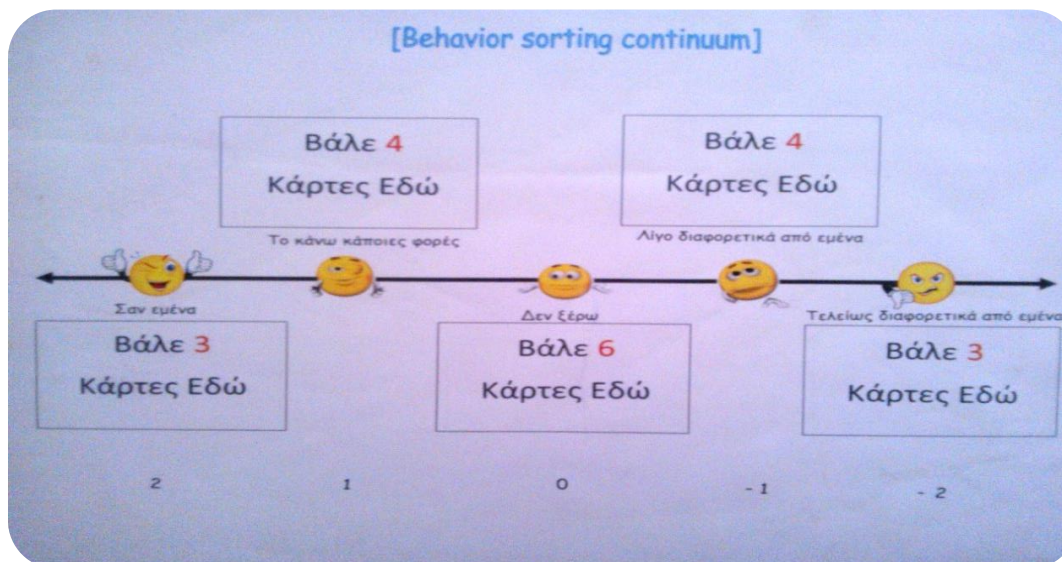 [Behavior sorting continuum]
Βάλε 4
Κάρτες Εδώ
Βάλε 4
Κάρτες Εδώ
Το κάνω κάποιες φορές
Λίγο διαφορετικά από εμένα
Σαν εμένα
Δεν ξέρω
Τελείως διαφορετικά από εμένα
Βάλε 3
Κάρτες Εδώ
Βάλε 6
Κάρτες Εδώ
Βάλε 3
Κάρτες Εδώ
2
1
0
- 1
- 2